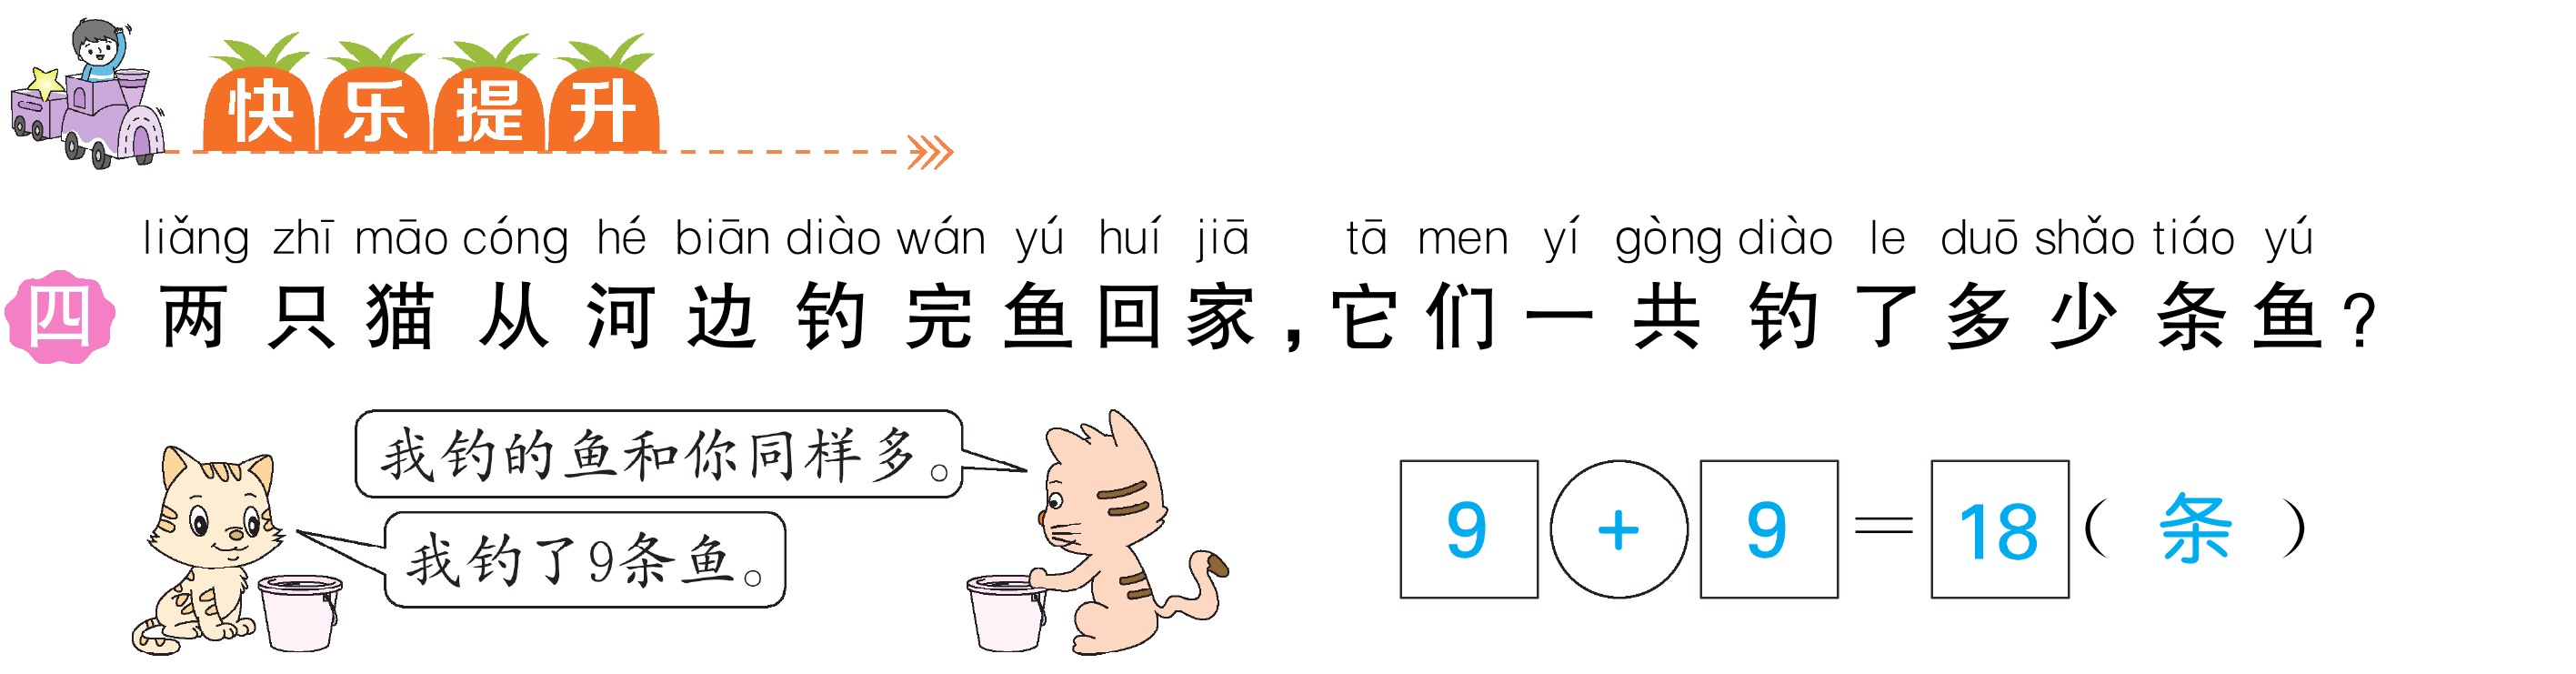 快乐提升
liǎng zhī māo cóng hé biān diào wán yú huí jiā tā men yí gòng diào le duō shǎo tiáo yú
四 两只猫从河边钓完鱼回家,它们一共钓了多少条鱼?
我钓的鱼和你同样多。
我钓了9条鱼。
9 + 9 = 18 ( 条 )